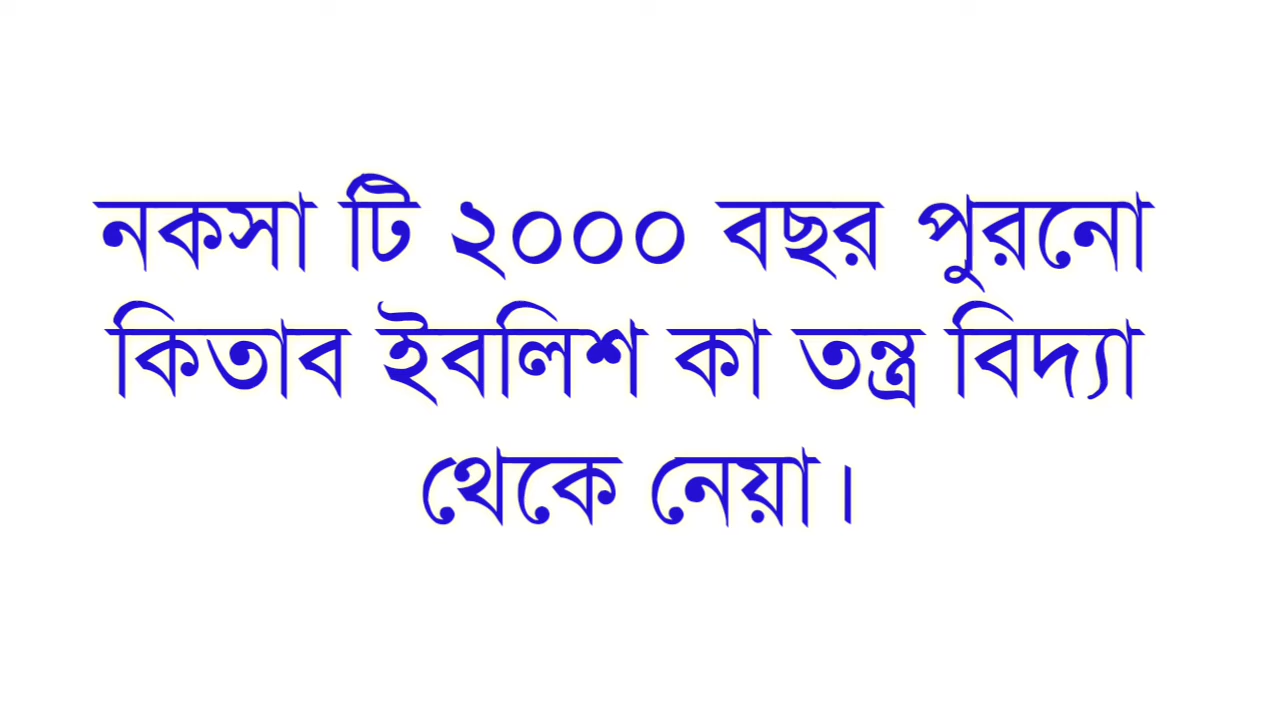 নকসা টি ২০০০ বছর পুরনো
কিতাব ইবলিশ কা তন্ত্র বিদ্যা
থেকে নেয়া।